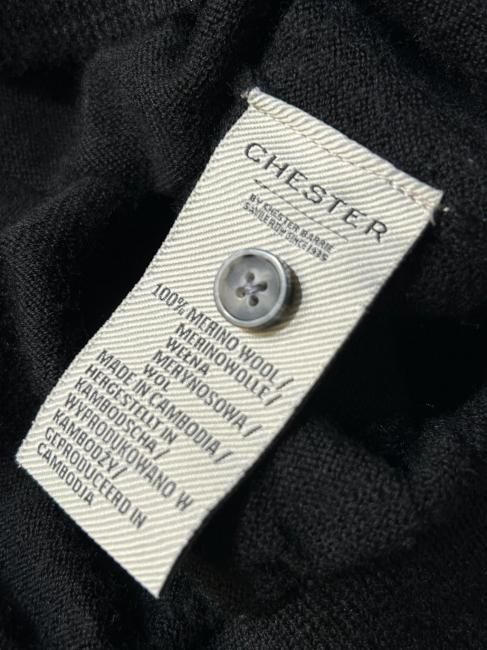 CHESTER
BY CHESTER BARRIE
SAVILE ROW SINCE 1935
100% MERINO WOOL/
MERINOWOLLE/
WEŁNA
MERYNOSOWA/
WOL
MADE IN CAMBODIA/
HERGESTELLT IN
KAMBODSCHA/
WYPRODUKOWANO W
KAMBODŻY/
GEPRODUCEERD IN
CAMBODJA